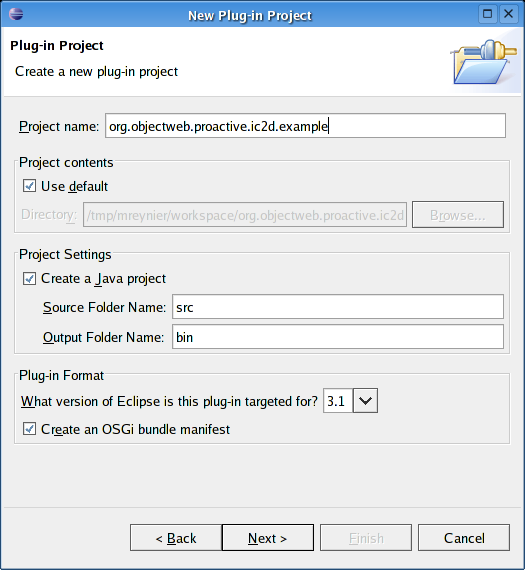 New Plug-in Project
Plug-in Project
Create a new plug-in project
Project name: org.objectweb.proactive.ic2d.example
Project contents
Use default
Directory: /tmp/mreynier/workspace/org.objectweb.proactive.ic2d Browse...
Project Settings
Create a Java project
Source Folder Name: src
Output Folder Name: bin
Plug-in Format
What version of Eclipse is this plug-in targeted for? 3.1
Create an OSGi bundle manifest
< Back Next > Finish Cancel